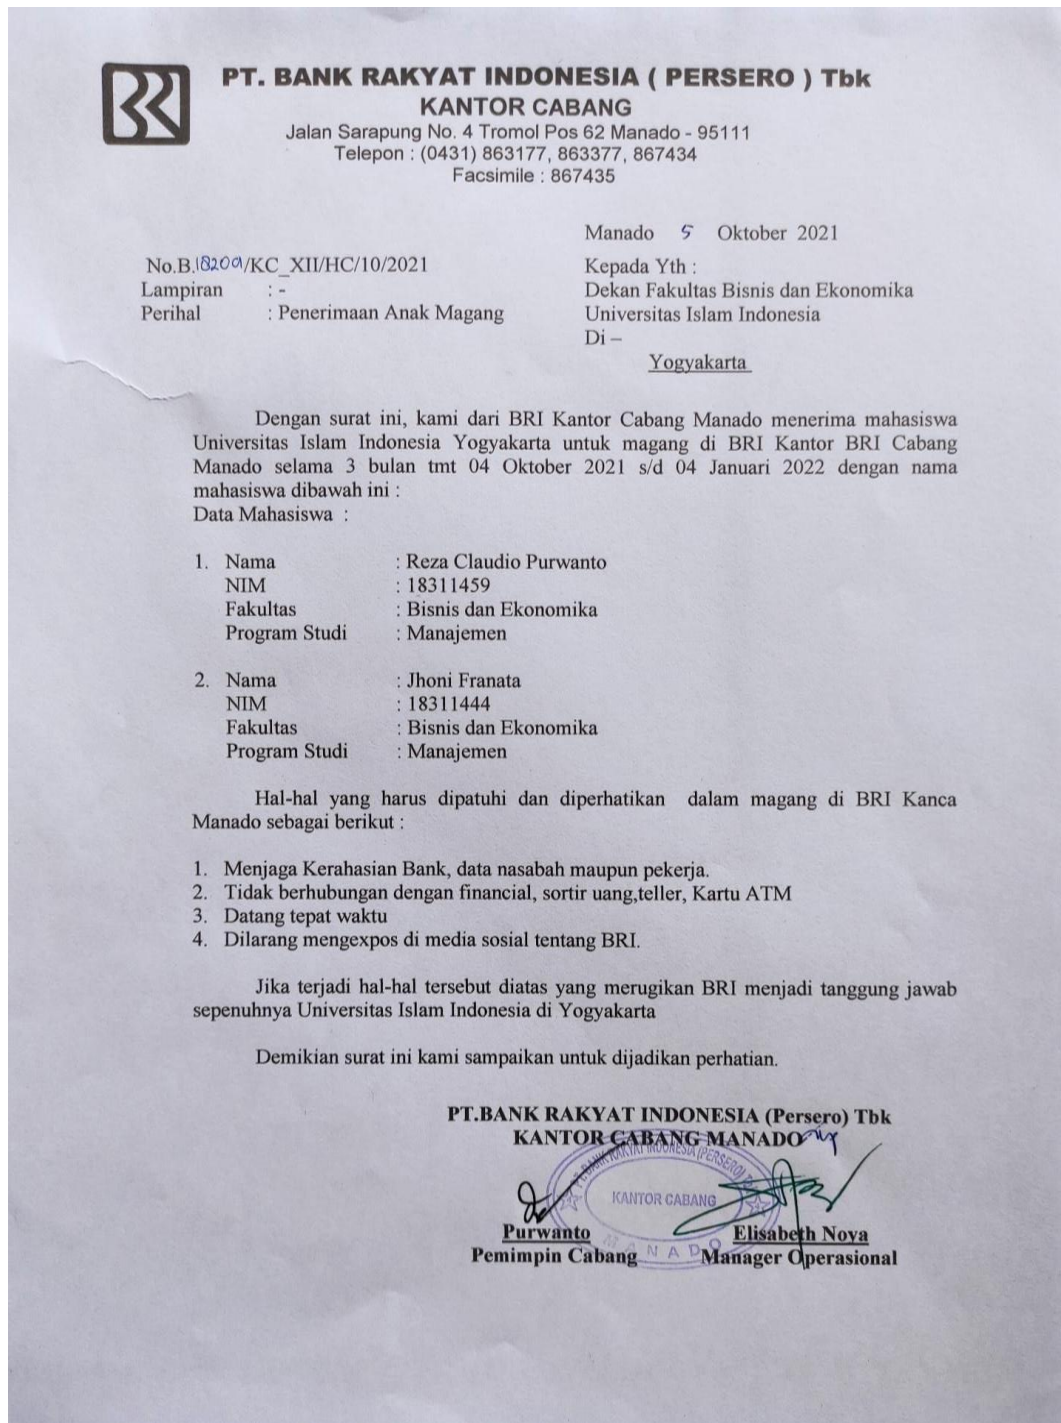 PT. BANK RAKYAT INDONESIA ( PERSERO ) Tbk
KANTOR CABANG
Jalan Sarapung No. 4 Tromol Pos 62 Manado - 95111
Telepon : (0431) 863177, 863377, 867434
Facsimile : 867435
Manado 5 Oktober 2021
No.B. /KC_XII/HC/10/2021
Lampiran : -
Perihal : Penerimaan Anak Magang
Kepada Yth :
Dekan Fakultas Bisnis dan Ekonomika
Universitas Islam Indonesia
Di –
Yogyakarta
Dengan surat ini, kami dari BRI Kantor Cabang Manado menerima mahasiswa
Universitas Islam Indonesia Yogyakarta untuk magang di BRI Kantor BRI Cabang
Manado selama 3 bulan tmt 04 Oktober 2021 s/d 04 Januari 2022 dengan nama
mahasiswa dibawah ini :
Data Mahasiswa :
1. Nama : Reza Claudio Purwanto
NIM : 18311459
Fakultas : Bisnis dan Ekonomika
Program Studi : Manajemen
2. Nama : Jhoni Franata
NIM : 18311444
Fakultas : Bisnis dan Ekonomika
Program Studi : Manajemen
Hal-hal yang harus dipatuhi dan diperhatikan dalam magang di BRI Kanca
Manado sebagai berikut :
1. Menjaga Kerahasian Bank, data nasabah maupun pekerja.
2. Tidak berhubungan dengan financial, sortir uang,teller, Kartu ATM
3. Datang tepat waktu
4. Dilarang mengexpos di media sosial tentang BRI.
Jika terjadi hal-hal tersebut diatas yang merugikan BRI menjadi tanggung jawab
sepenuhnya Universitas Islam Indonesia di Yogyakarta
Demikian surat ini kami sampaikan untuk dijadikan perhatian.
PT.BANK RAKYAT INDONESIA (Persero) Tbk
KANTOR CABANG MANADO
PT. BANK RAKYAT INDONESIA (PERSERO) Tbk
KANTOR CABANG
MANADO
Purwanto
Pemimpin Cabang
Elisabeth Noya
Manager Operasional